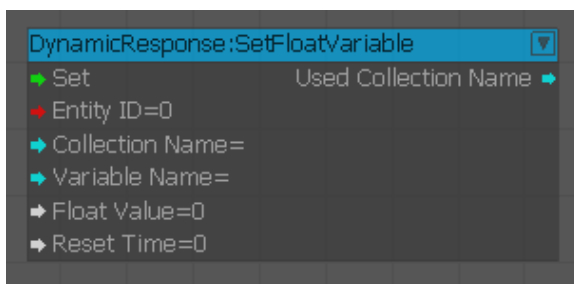 DynamicResponse:SetFloatVariable
Set Used Collection Name
Entity ID=0
Collection Name=
Variable Name=
Float Value=0
Reset Time=0